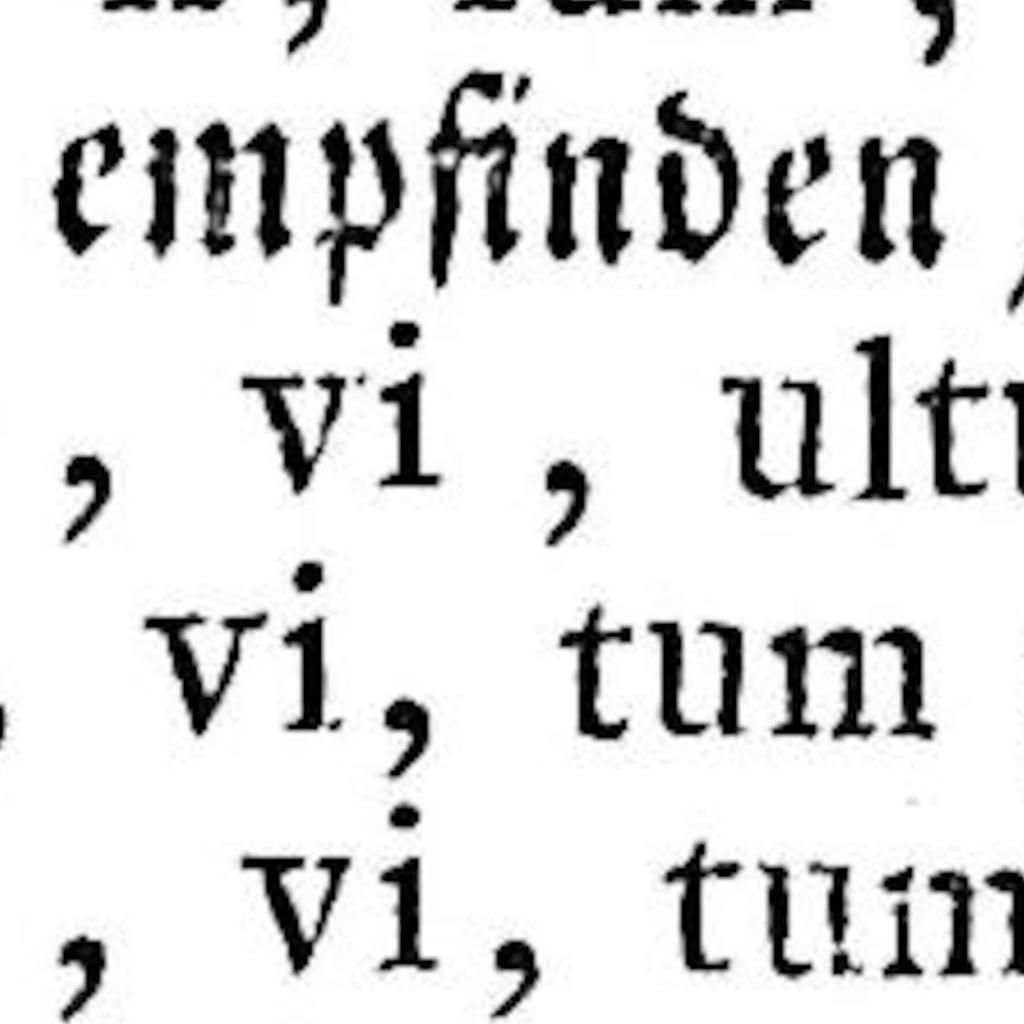 empfinden
, vi , ult
, vi, tum
, vi, tum